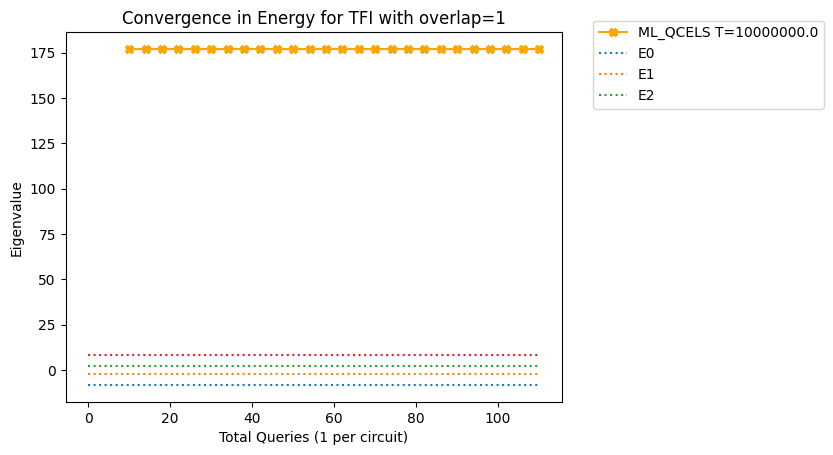 Convergence in Energy for TFI with overlap=1
ML_QCELS T=10000000.0
E0
E1
E2
175
150
125
100
75
50
25
0
Eigenvalue
0 20 40 60 80 100
Total Queries (1 per circuit)